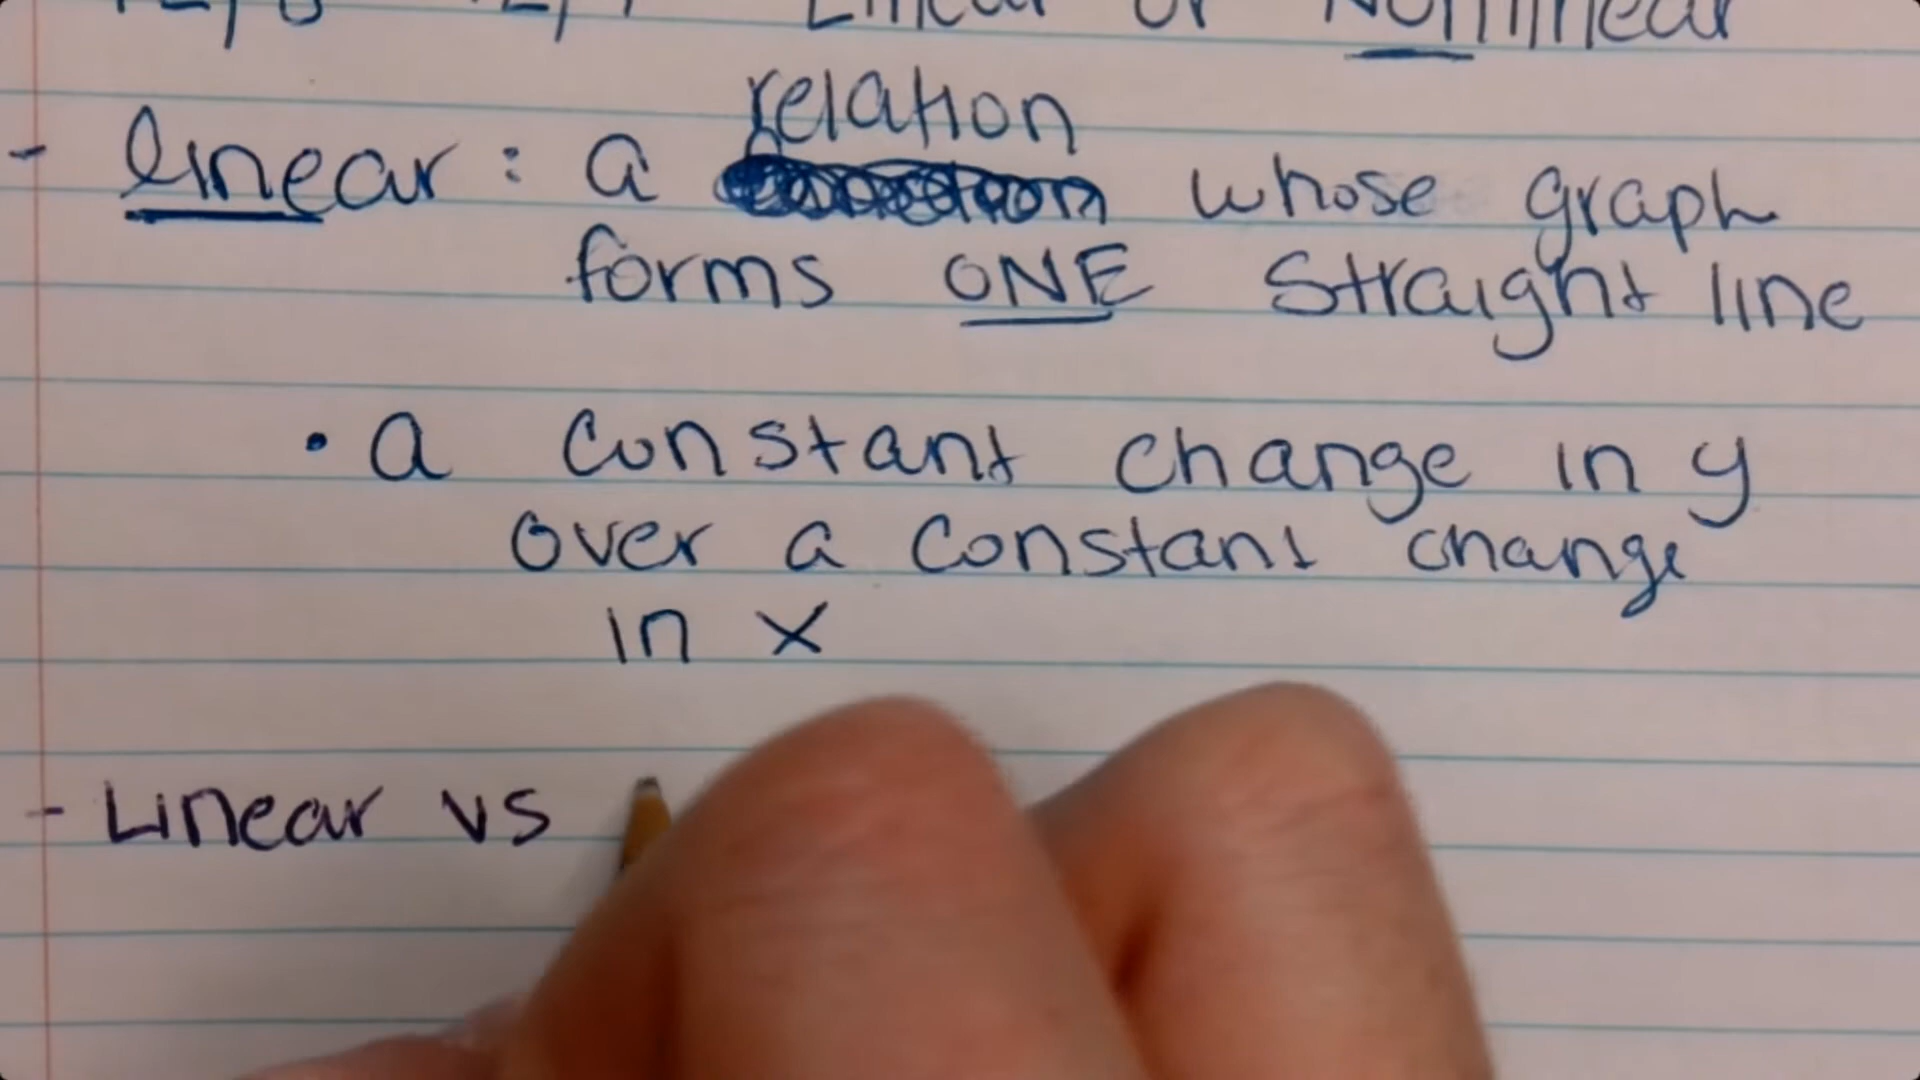 Linear or Nonlinear
- linear: a relation whose graph
forms ONE straight line
• a constant change in y
over a constant change
in x
- Linear vs